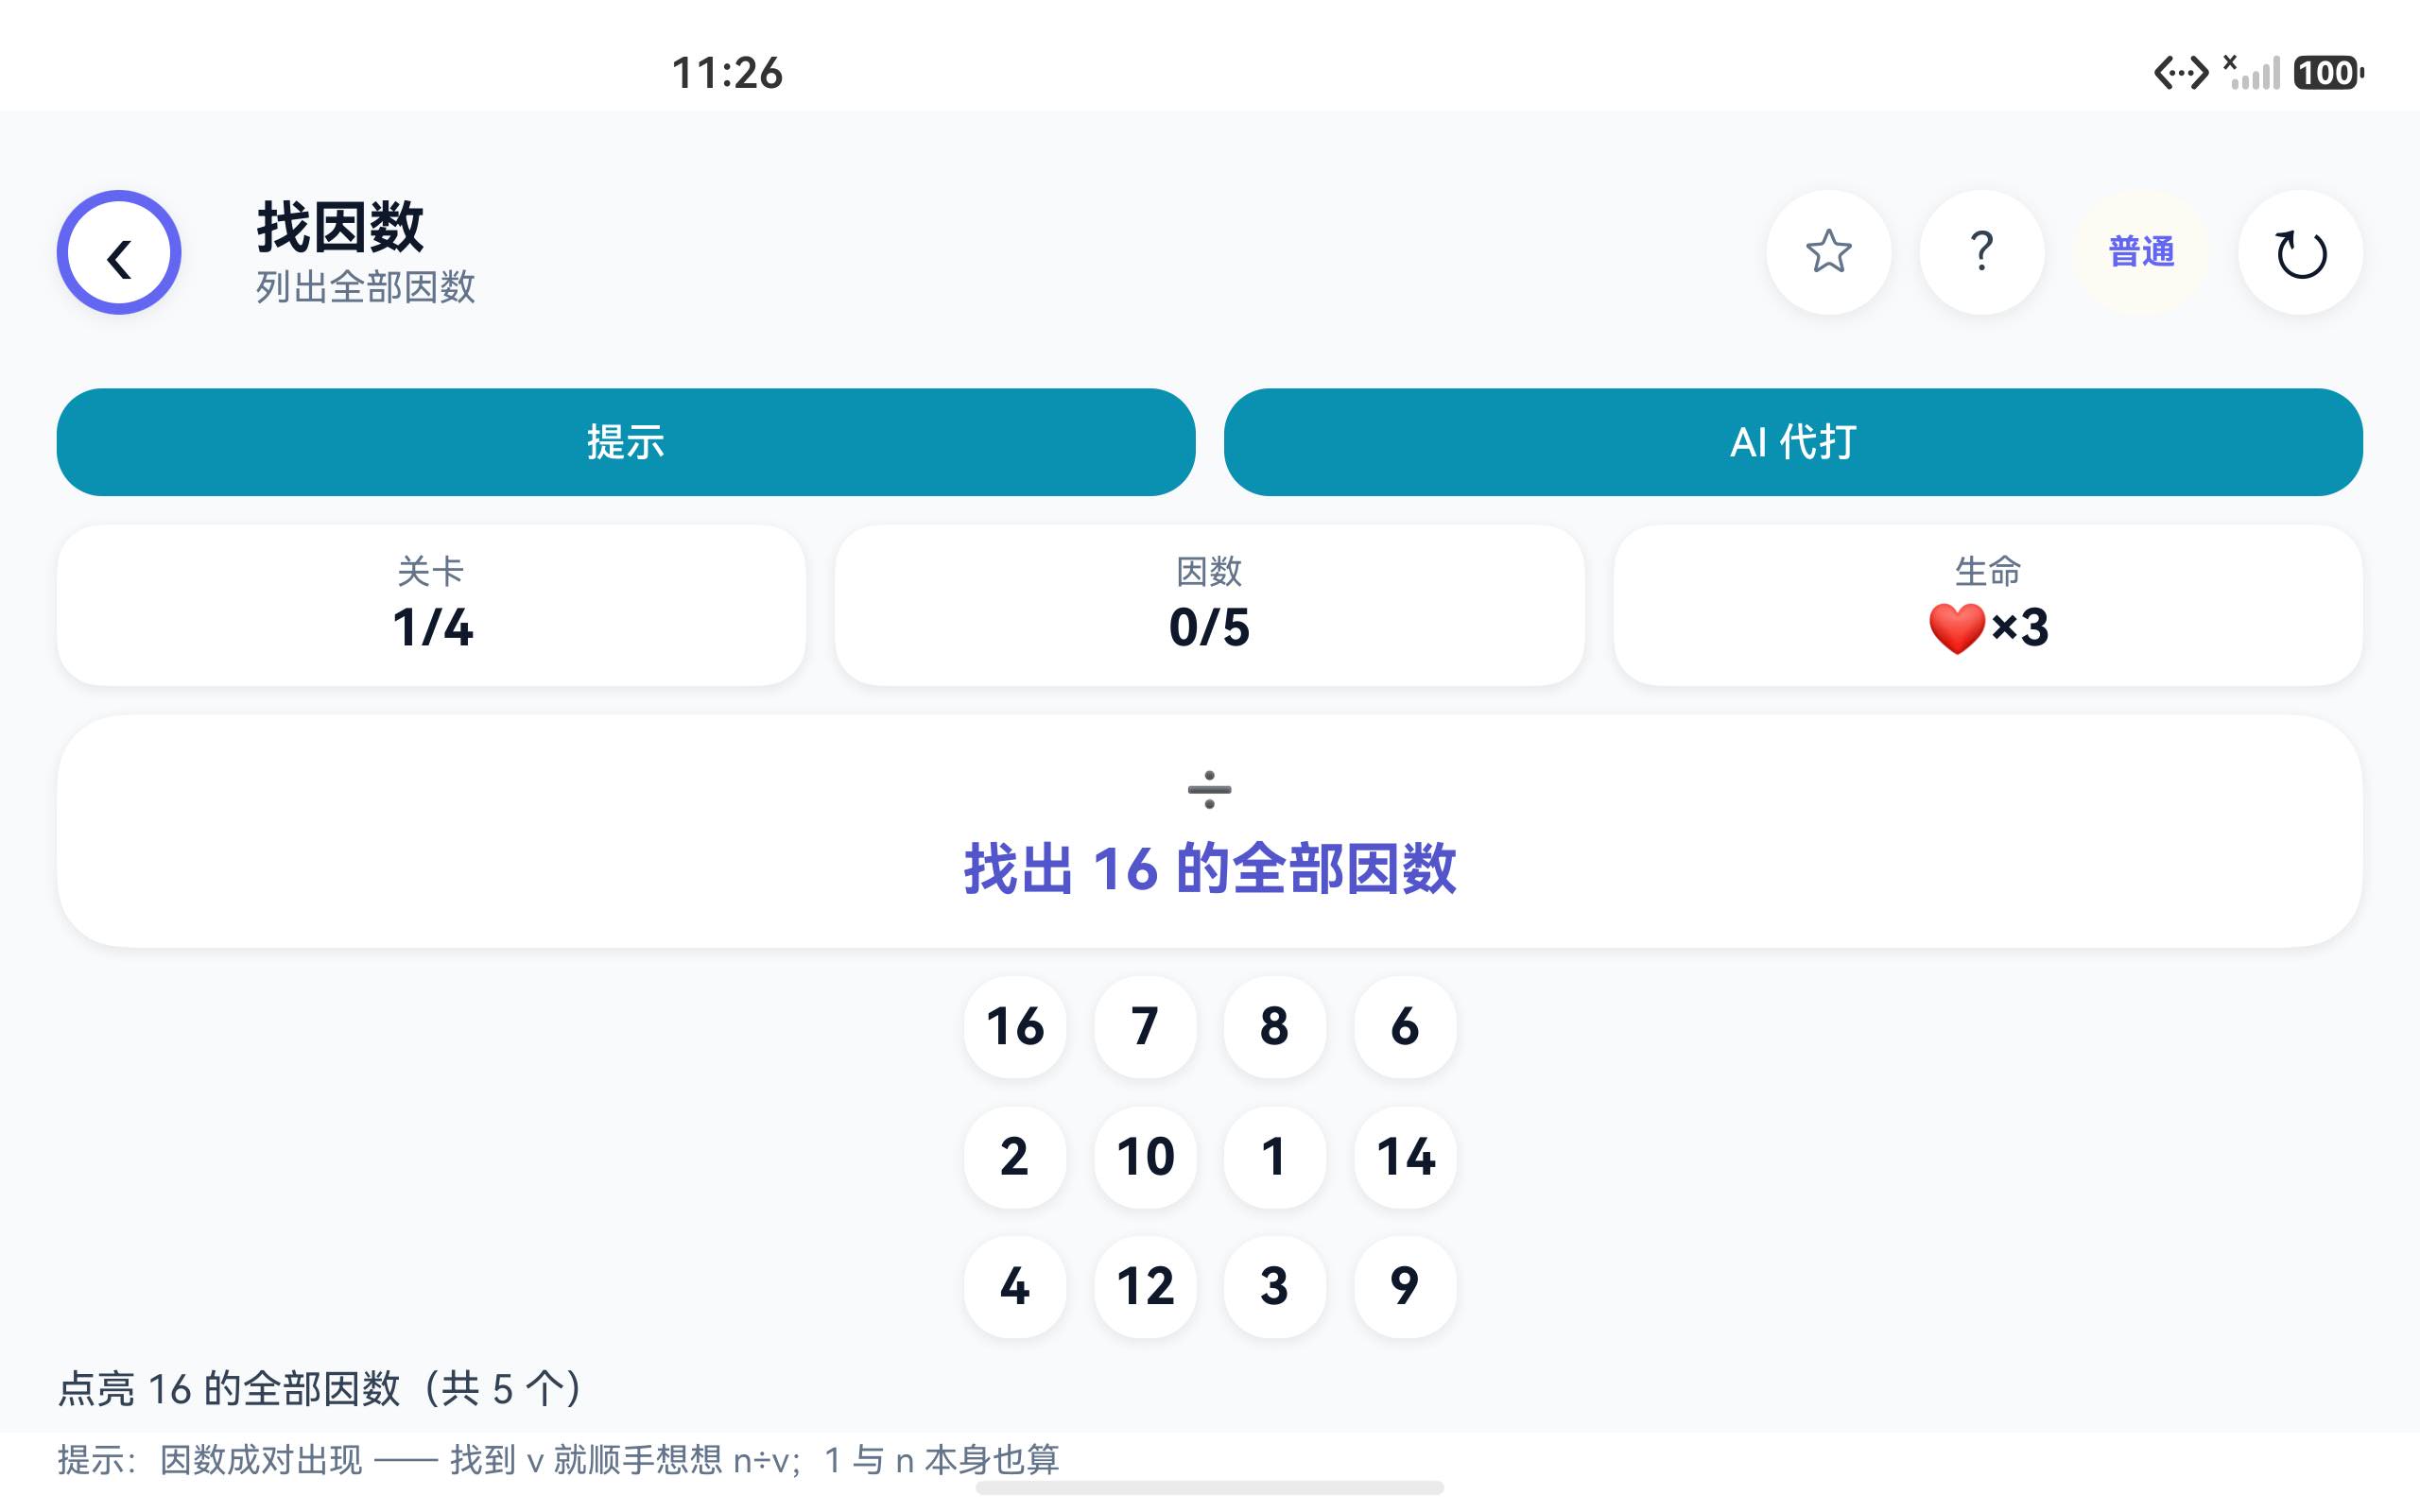 11:26
100
找因数
列出全部因数
?
普通
提示
AI 代打
关卡
1/4
因数
0/5
生命
❤️×3
÷
找出 16 的全部因数
16 7 8 6
2 10 1 14
4 12 3 9
点亮 16 的全部因数（共 5 个）
提示：因数成对出现 —— 找到 v 就顺手想想 n÷v；1 与 n 本身也算